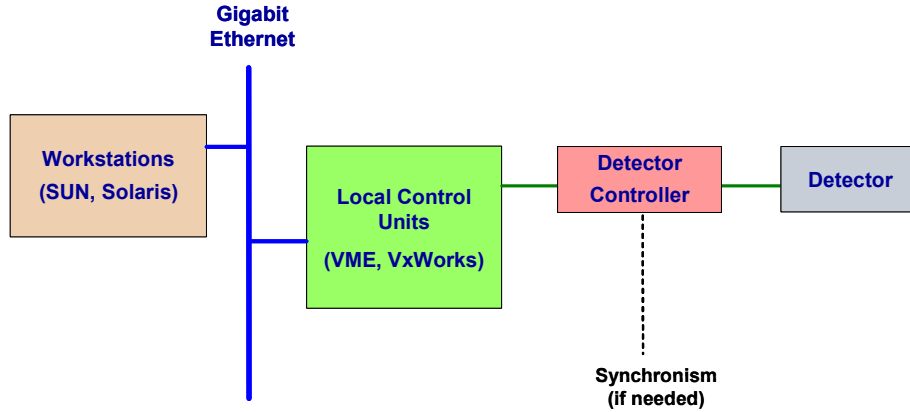 Gigabit
Ethernet
Workstations
(SUN, Solaris)
Local Control
Units
(VME, VxWorks)
Detector
Controller
Detector
Synchronism
(if needed)